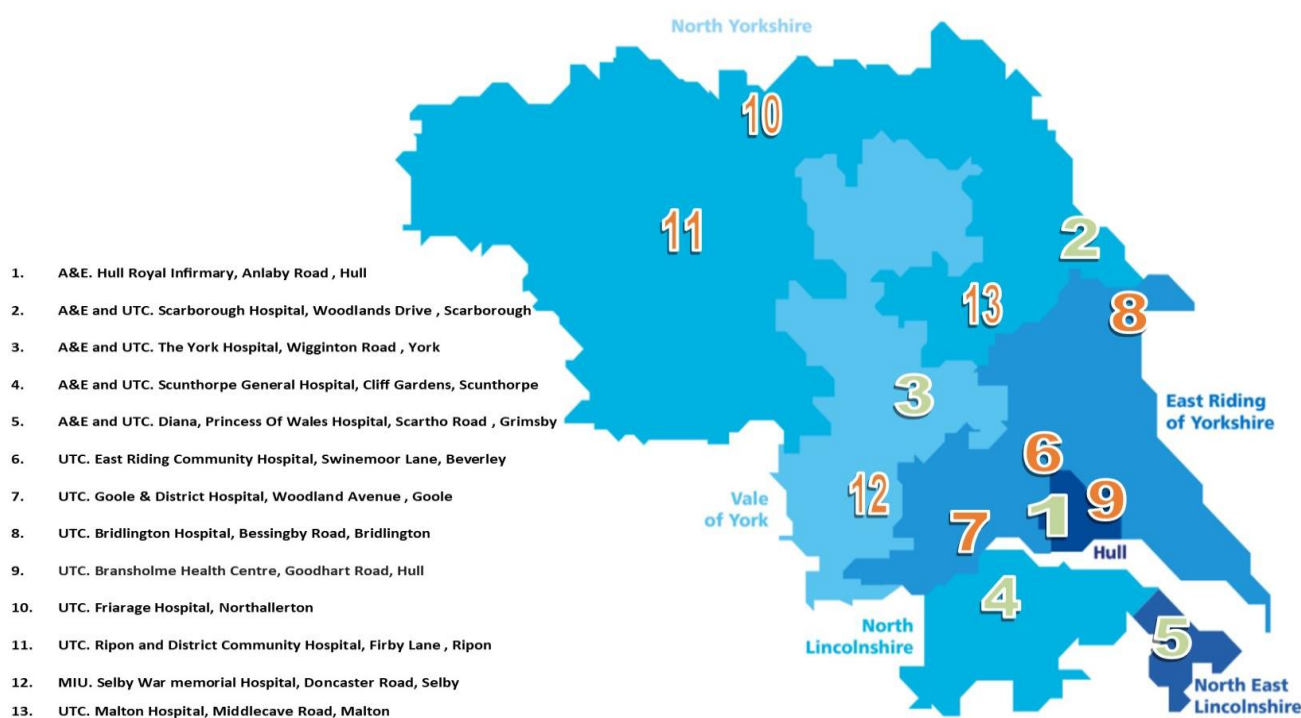 North Yorkshire
10
11
2
13
8
3
East Riding
of Yorkshire
6
12
9
Vale
of York
1
7
Hull
4
North
Lincolnshire
5
North East
Lincolnshire
1. A&E. Hull Royal Infirmary, Anlaby Road , Hull
2. A&E and UTC. Scarborough Hospital, Woodlands Drive , Scarborough
3. A&E and UTC. The York Hospital, Wigginton Road , York
4. A&E and UTC. Scunthorpe General Hospital, Cliff Gardens, Scunthorpe
5. A&E and UTC. Diana, Princess Of Wales Hospital, Scartho Road , Grimsby
6. UTC. East Riding Community Hospital, Swinemoor Lane, Beverley
7. UTC. Goole & District Hospital, Woodland Avenue , Goole
8. UTC. Bridlington Hospital, Bessingby Road, Bridlington
9. UTC. Bransholme Health Centre, Goodhart Road, Hull
10. UTC. Friarage Hospital, Northallerton
11. UTC. Ripon and District Community Hospital, Firby Lane , Ripon
12. MIU. Selby War memorial Hospital, Doncaster Road, Selby
13. UTC. Malton Hospital, Middlecave Road, Malton